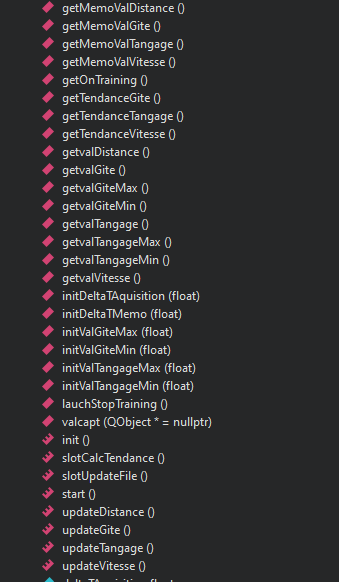 getMemoValDistance ()
getMemoValGite ()
getMemoValTangage ()
getMemoValVitesse ()
getOnTraining ()
getTendanceGite ()
getTendanceTangage ()
getTendanceVitesse ()
getvalDistance ()
getvalGite ()
getvalGiteMax ()
getvalGiteMin ()
getvalTangage ()
getvalTangageMax ()
getvalTangageMin ()
getvalVitesse ()
initDeltaTAquisition (float)
initDeltaTMemo (float)
initValGiteMax (float)
initValGiteMin (float)
initValTangageMax (float)
initValTangageMin (float)
lauchStopTraining ()
valcapt (QObject * = nullptr)
init ()
slotCalcTendance ()
slotUpdateFile ()
start ()
updateDistance ()
updateGite ()
updateTangage ()
updateVitesse ()